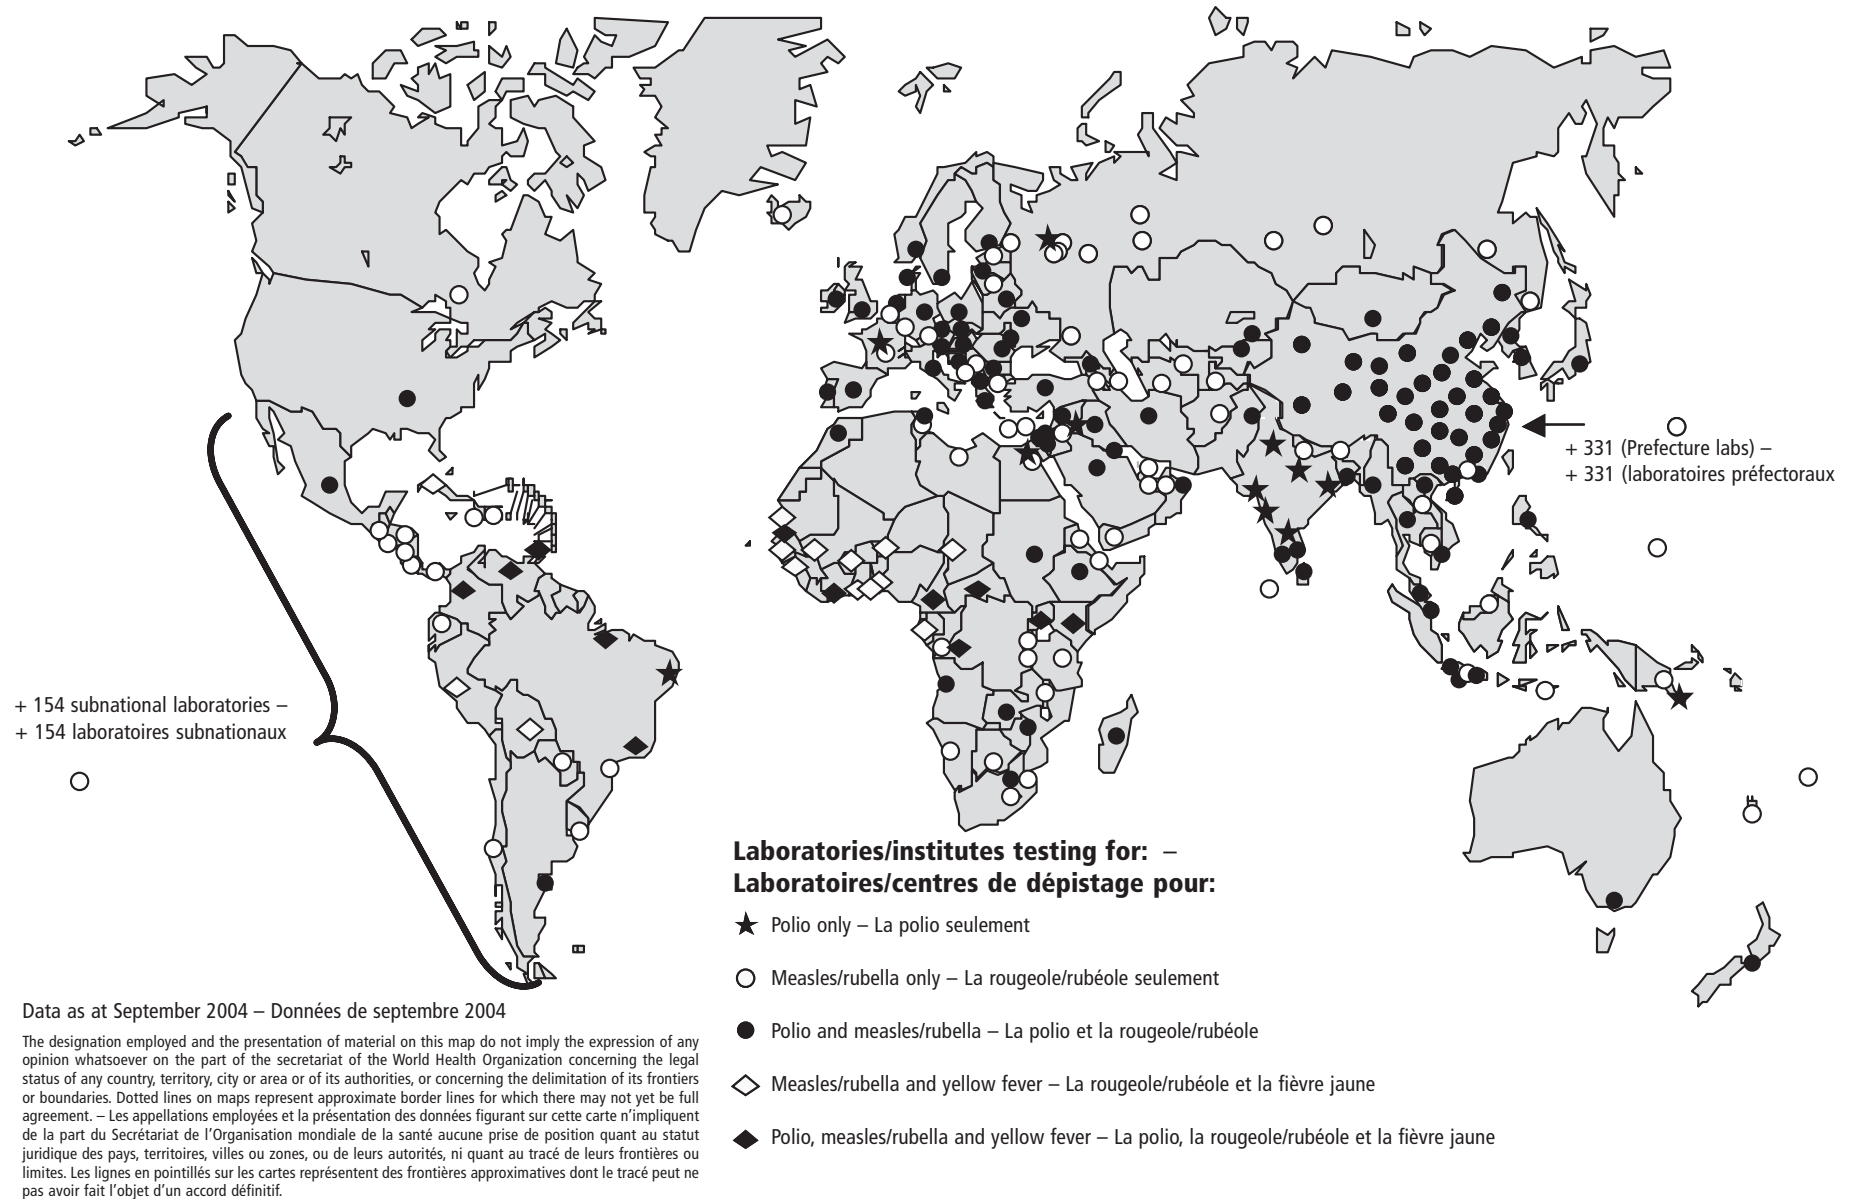 + 331 (Prefecture labs) –
+ 331 (laboratoires préfectoraux
+ 154 subnational laboratories –
+ 154 laboratoires subnationaux
Laboratories/institutes testing for: –
Laboratoires/centres de dépistage pour:
Polio only – La polio seulement
Measles/rubella only – La rougeole/rubéole seulement
Polio and measles/rubella – La polio et la rougeole/rubéole
Measles/rubella and yellow fever – La rougeole/rubéole et la fièvre jaune
Polio, measles/rubella and yellow fever – La polio, la rougeole/rubéole et la fièvre jaune
Data as at September 2004 – Données de septembre 2004
The designation employed and the presentation of material on this map do not imply the expression of any
opinion whatsoever on the part of the secretariat of the World Health Organization concerning the legal
status of any country, territory, city or area or of its authorities, or concerning the delimitation of its frontiers
or boundaries. Dotted lines on maps represent approximate border lines for which there may not yet be full
agreement. – Les appellations employées et la présentation des données figurant sur cette carte n'impliquent
de la part du Secrétariat de l'Organisation mondiale de la santé aucune prise de position quant au statut
juridique des pays, territoires, villes ou zones, ou de leurs autorités, ni quant au tracé de leurs frontières ou
limites. Les lignes en pointillés sur les cartes représentent des frontières approximatives dont le tracé peut ne
pas avoir fait l'objet d'un accord définitif.